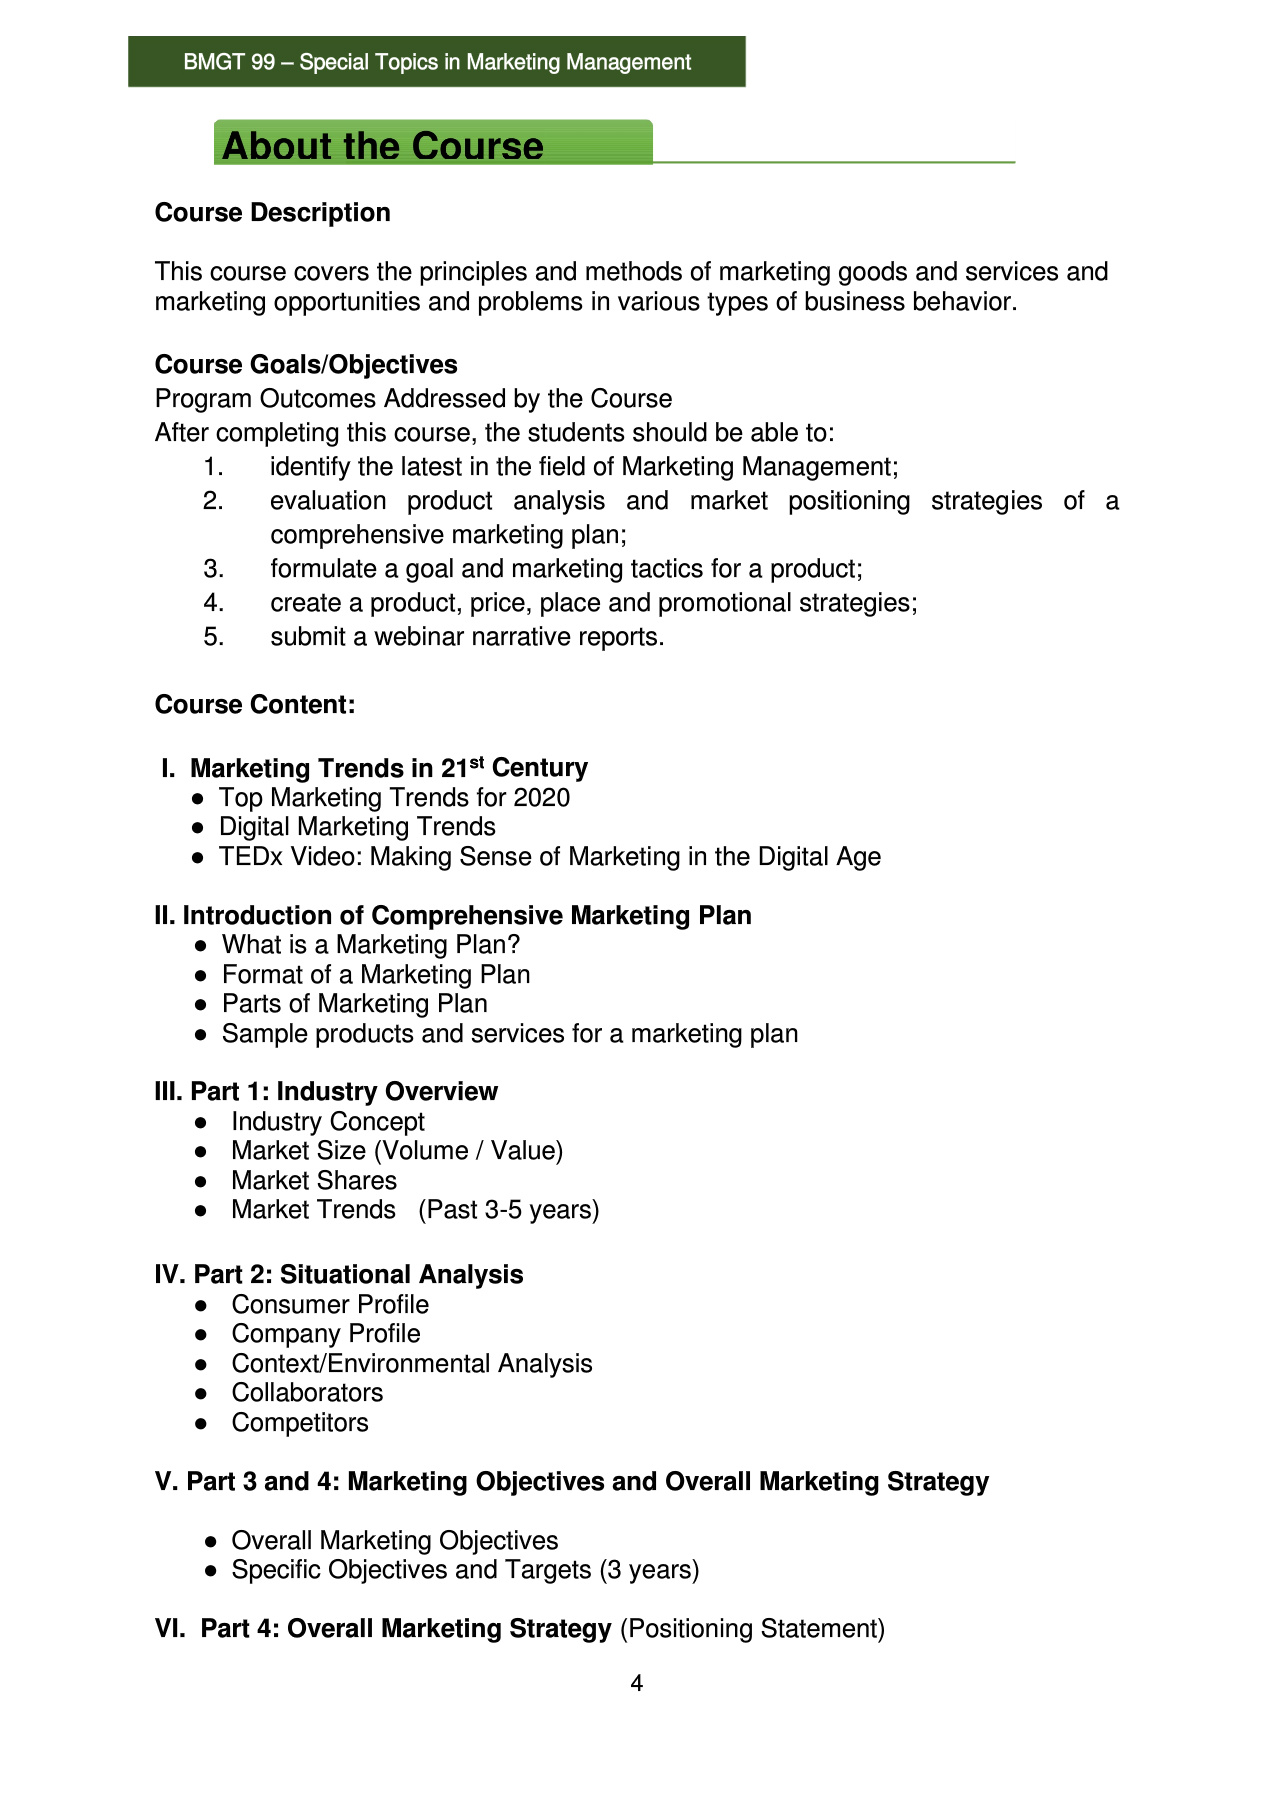 BMGT 99 – Special Topics in Marketing Management
About the Course
Course Description
This course covers the principles and methods of marketing goods and services and
marketing opportunities and problems in various types of business behavior.
Course Goals/Objectives
Program Outcomes Addressed by the Course
After completing this course, the students should be able to:
1. identify the latest in the field of Marketing Management;
2. evaluation product analysis and market positioning strategies of a
comprehensive marketing plan;
3. formulate a goal and marketing tactics for a product;
4. create a product, price, place and promotional strategies;
5. submit a webinar narrative reports.
Course Content:
I. Marketing Trends in 21st Century
● Top Marketing Trends for 2020
● Digital Marketing Trends
● TEDx Video: Making Sense of Marketing in the Digital Age
II. Introduction of Comprehensive Marketing Plan
● What is a Marketing Plan?
● Format of a Marketing Plan
● Parts of Marketing Plan
● Sample products and services for a marketing plan
III. Part 1: Industry Overview
● Industry Concept
● Market Size (Volume / Value)
● Market Shares
● Market Trends (Past 3-5 years)
IV. Part 2: Situational Analysis
● Consumer Profile
● Company Profile
● Context/Environmental Analysis
● Collaborators
● Competitors
V. Part 3 and 4: Marketing Objectives and Overall Marketing Strategy
● Overall Marketing Objectives
● Specific Objectives and Targets (3 years)
VI. Part 4: Overall Marketing Strategy (Positioning Statement)
4